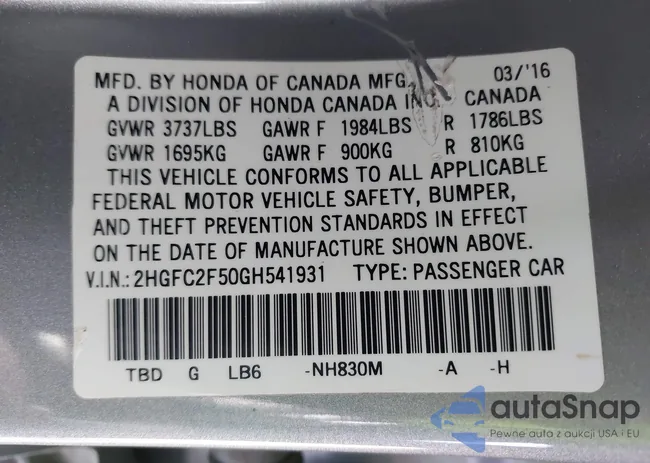 MFD. BY HONDA OF CANADA MFG. 03/'16
A DIVISION OF HONDA CANADA INC. CANADA
GVWR 3737LBS GAWR F 1984LBS R 1786LBS
GVWR 1695KG GAWR F 900KG R 810KG
THIS VEHICLE CONFORMS TO ALL APPLICABLE
FEDERAL MOTOR VEHICLE SAFETY, BUMPER,
AND THEFT PREVENTION STANDARDS IN EFFECT
ON THE DATE OF MANUFACTURE SHOWN ABOVE.
V.I.N.: 2HGFC2F50GH541931 TYPE: PASSENGER CAR
TBD G LB6 -NH830M -A -H
autaSnap
Pewne auto z aukcji USA i EU